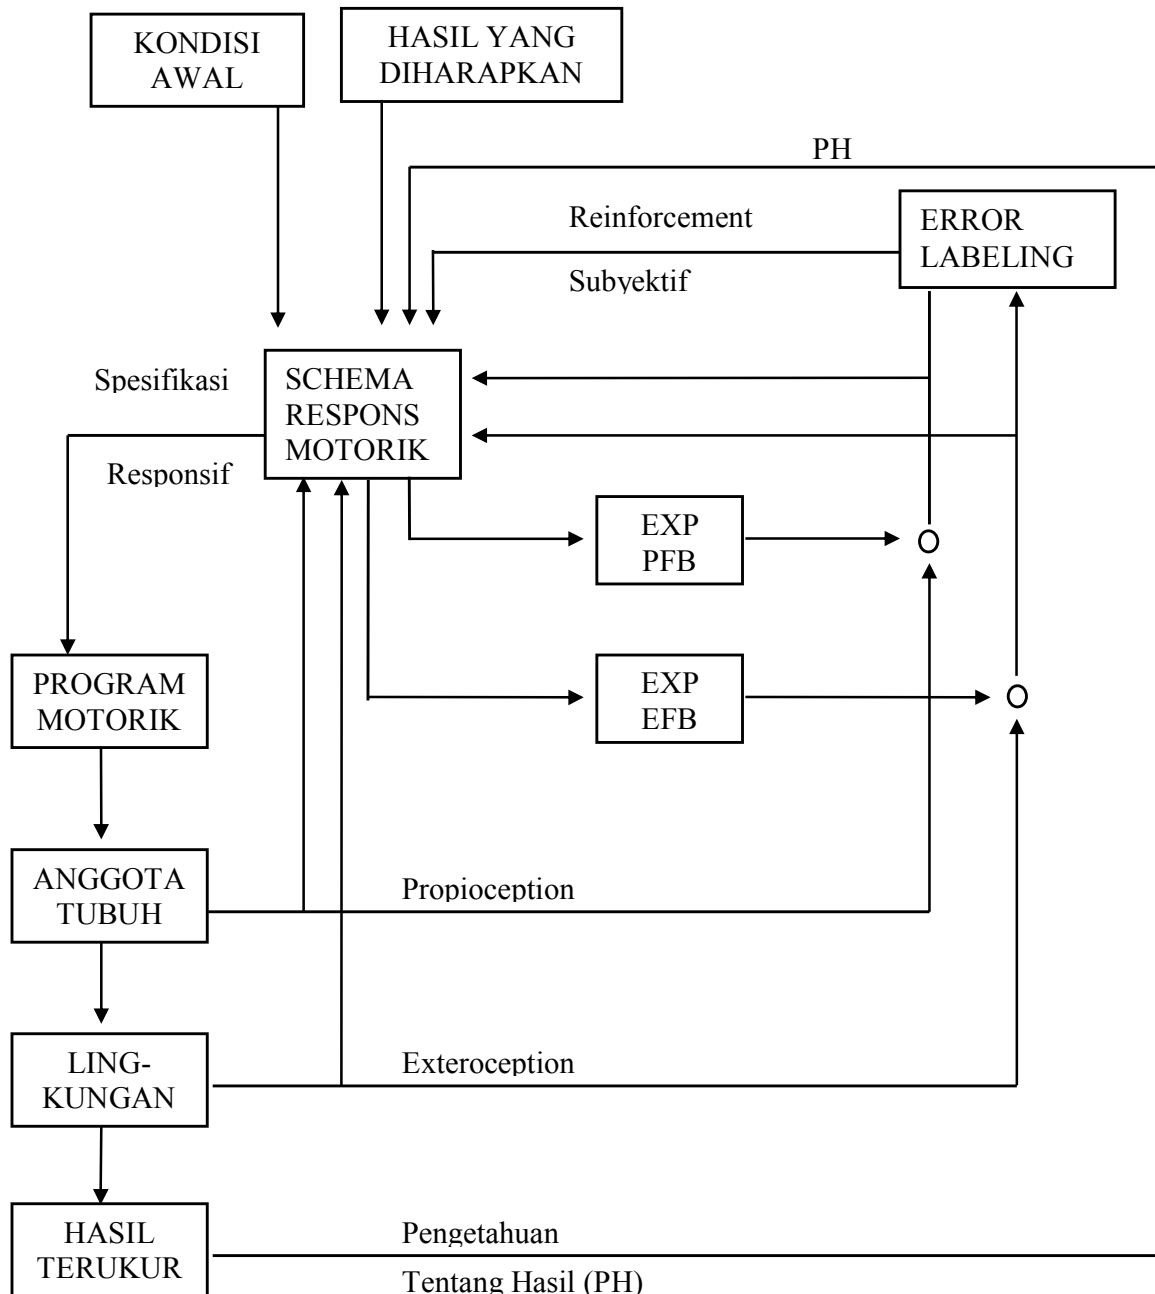 KONDISI
AWAL
HASIL YANG
DIHARAPKAN
PH
Reinforcement
Subyektif
ERROR
LABELING
Spesifikasi
Responsif
SCHEMA
RESPONS
MOTORIK
EXP
PFB
PROGRAM
MOTORIK
EXP
EFB
ANGGOTA
TUBUH
Propioception
LING-
KUNGAN
Exteroception
HASIL
TERUKUR
Pengetahuan
Tentang Hasil (PH)